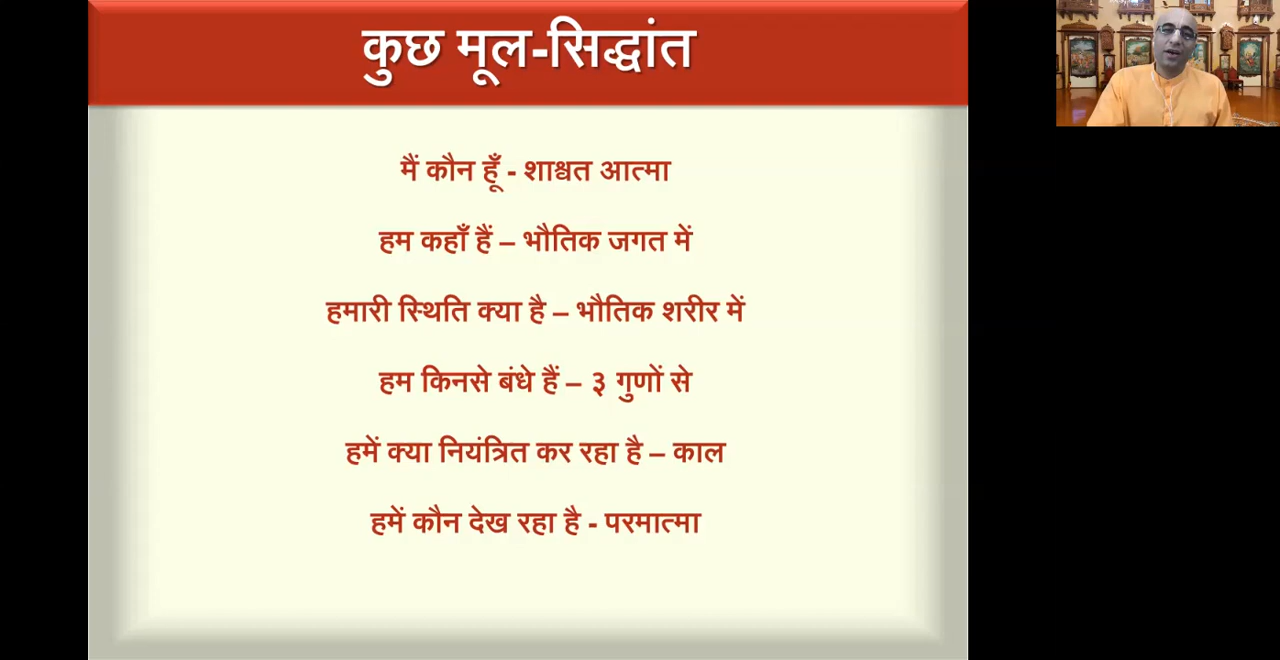 कुछ मूल-सिद्धांत
मैं कौन हूँ - शाश्वत आत्मा
हम कहाँ हैं – भौतिक जगत में
हमारी स्थिति क्या है – भौतिक शरीर में
हम किनसे बंधे हैं – ३ गुणों से
हमें क्या नियंत्रित कर रहा है – काल
हमें कौन देख रहा है - परमात्मा